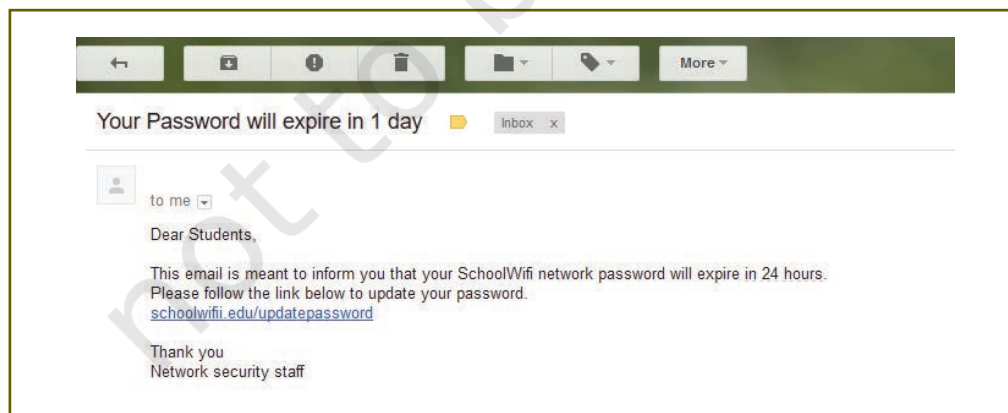 not to b
More
Your Password will expire in 1 day
Inbox x
to me
Dear Students,
This email is meant to inform you that your SchoolWifi network password will expire in 24 hours.
Please follow the link below to update your password.
schoolwifii.edu/updatepassword
Thank you
Network security staff